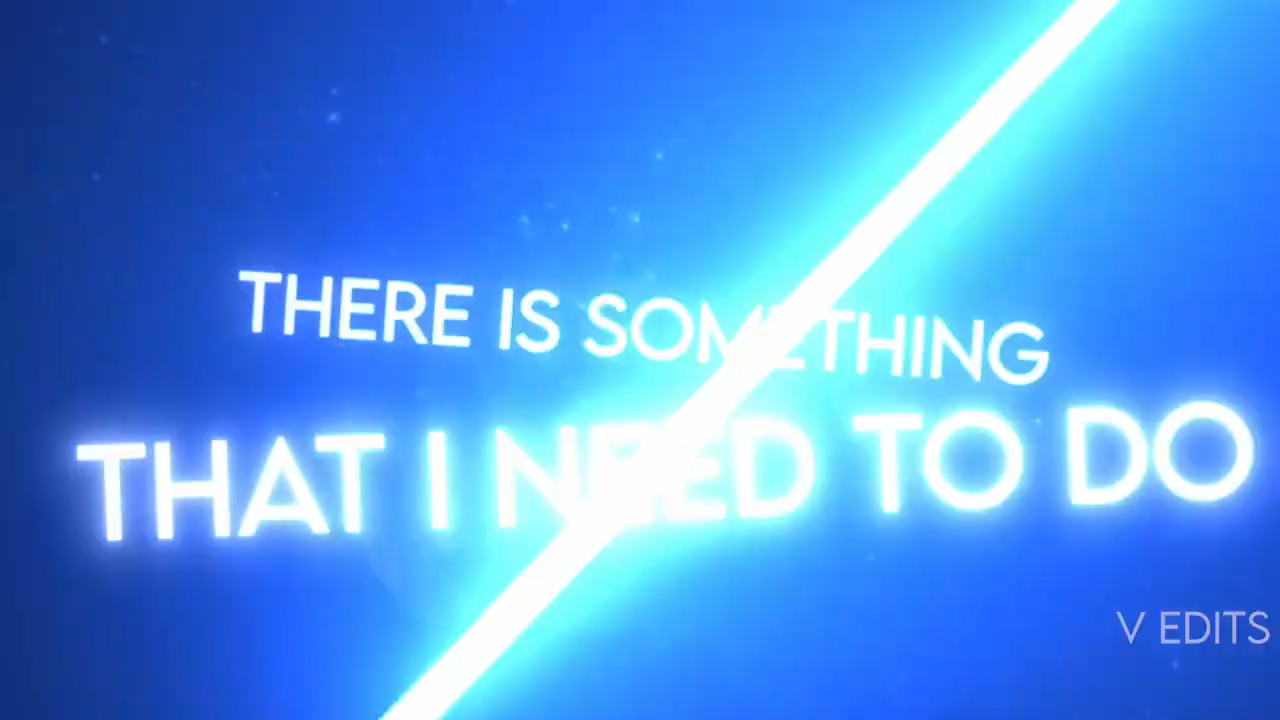 THERE IS SOMETHING
THAT I NEED TO DO
V EDITS